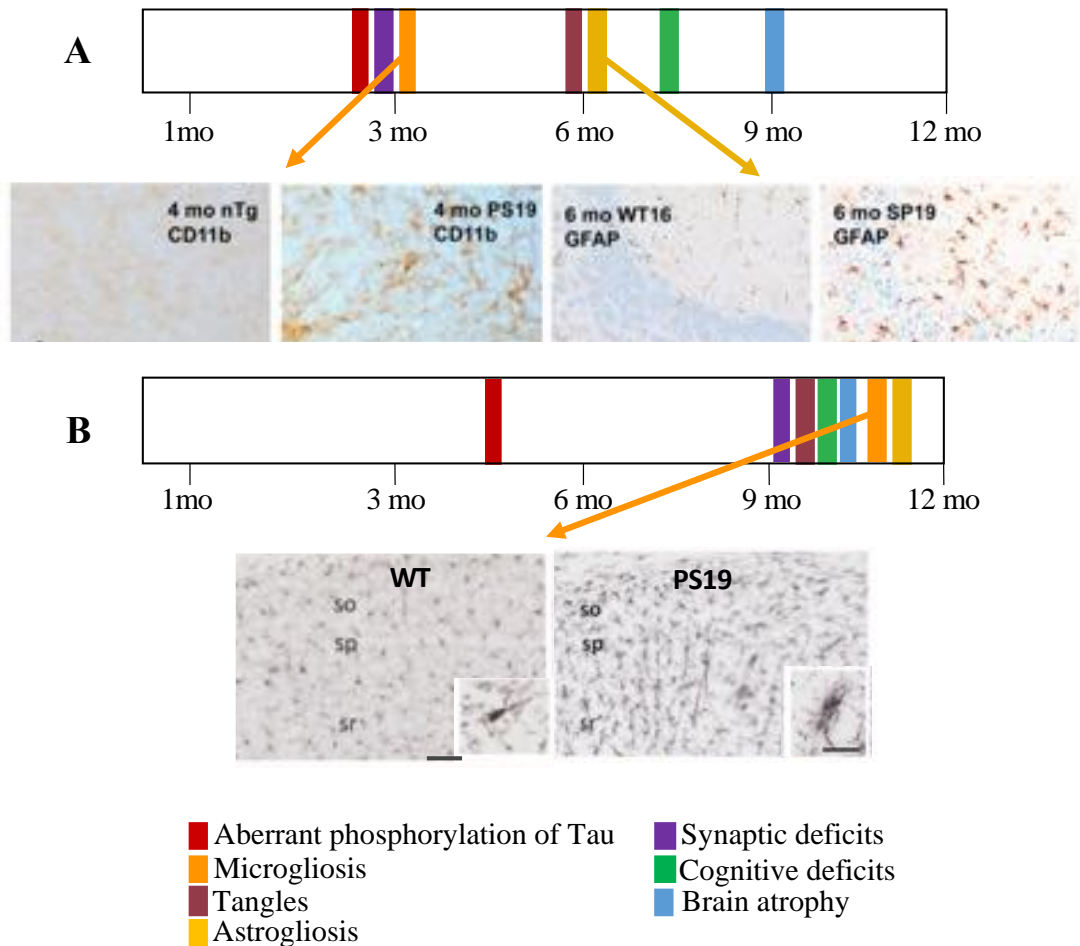 A
1mo 3 mo 6 mo 9 mo 12 mo
4 mo nTg
CD11b
4 mo PS19
CD11b
6 mo WT16
GFAP
6 mo SP19
GFAP
B
1mo 3 mo 6 mo 9 mo 12 mo
WT
so
sp
sr
PS19
so
sp
sr
Aberrant phosphorylation of Tau
Microgliosis
Tangles
Astrogliosis
Synaptic deficits
Cognitive deficits
Brain atrophy